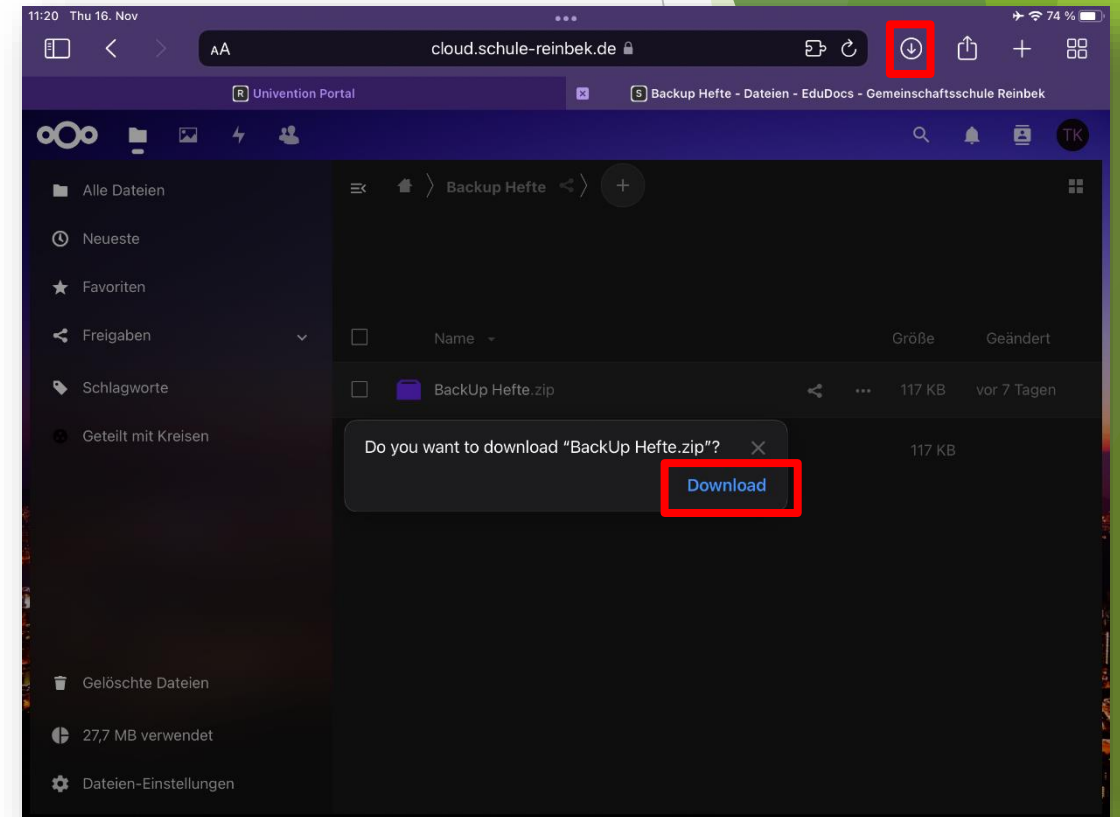 11:20 Thu 16. Nov
74 %
AA
cloud.schule-reinbek.de
R Univention Portal
S Backup Hefte - Dateien - EduDocs - Gemeinschaftsschule Reinbek
TK
Alle Dateien
Backup Hefte
+
Neueste
Favoriten
Freigaben
Name
Größe
Geändert
Schlagworte
BackUp Hefte.zip
117 KB
vor 7 Tagen
Geteilt mit Kreisen
Do you want to download “BackUp Hefte.zip”?
117 KB
Download
Gelöschte Dateien
27,7 MB verwendet
Dateien-Einstellungen